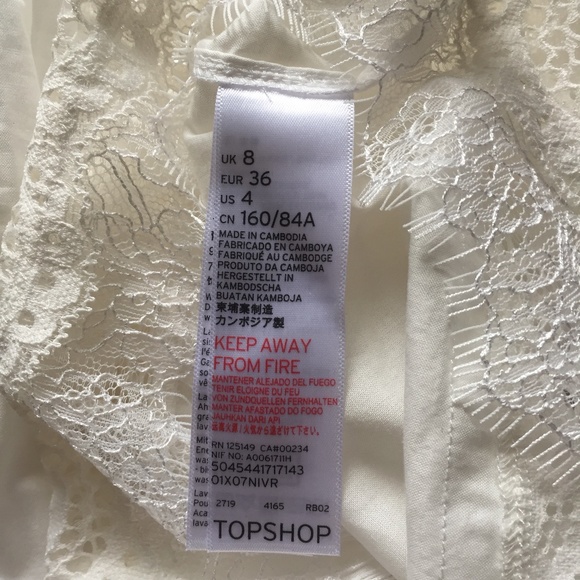 UK 8
EUR 36
US 4
CN 160/84A
MADE IN CAMBODIA
FABRICADO EN CAMBOYA
FABRIQUÉ AU CAMBODGE
PRODUTO DA CAMBOJA
HERGESTELLT IN
KAMBODSCHA
BUATAN KAMBOJA
柬埔寨制造
カンボジア製
KEEP AWAY
FROM FIRE
MANTENER ALEJADO DEL FUEGO
TENIR ELOIGNE DU FEU
VON ZUNDQUELLEN FERNHALTEN
MANTER AFASTADO DO FOGO
JAUHKAN DARI API
RN 125149 CA#00234
NIF NO: A0061711H
5045441717143
01X07NIVR
2719 4165 RB02
TOPSHOP